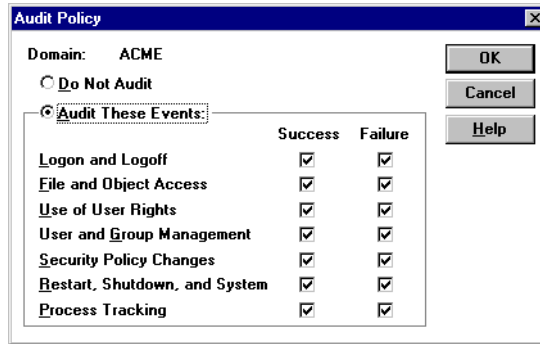 Audit Policy
Domain: ACME
Do Not Audit
Audit These Events:
Success Failure
Logon and Logoff
File and Object Access
Use of User Rights
User and Group Management
Security Policy Changes
Restart, Shutdown, and System
Process Tracking
OK
Cancel
Help